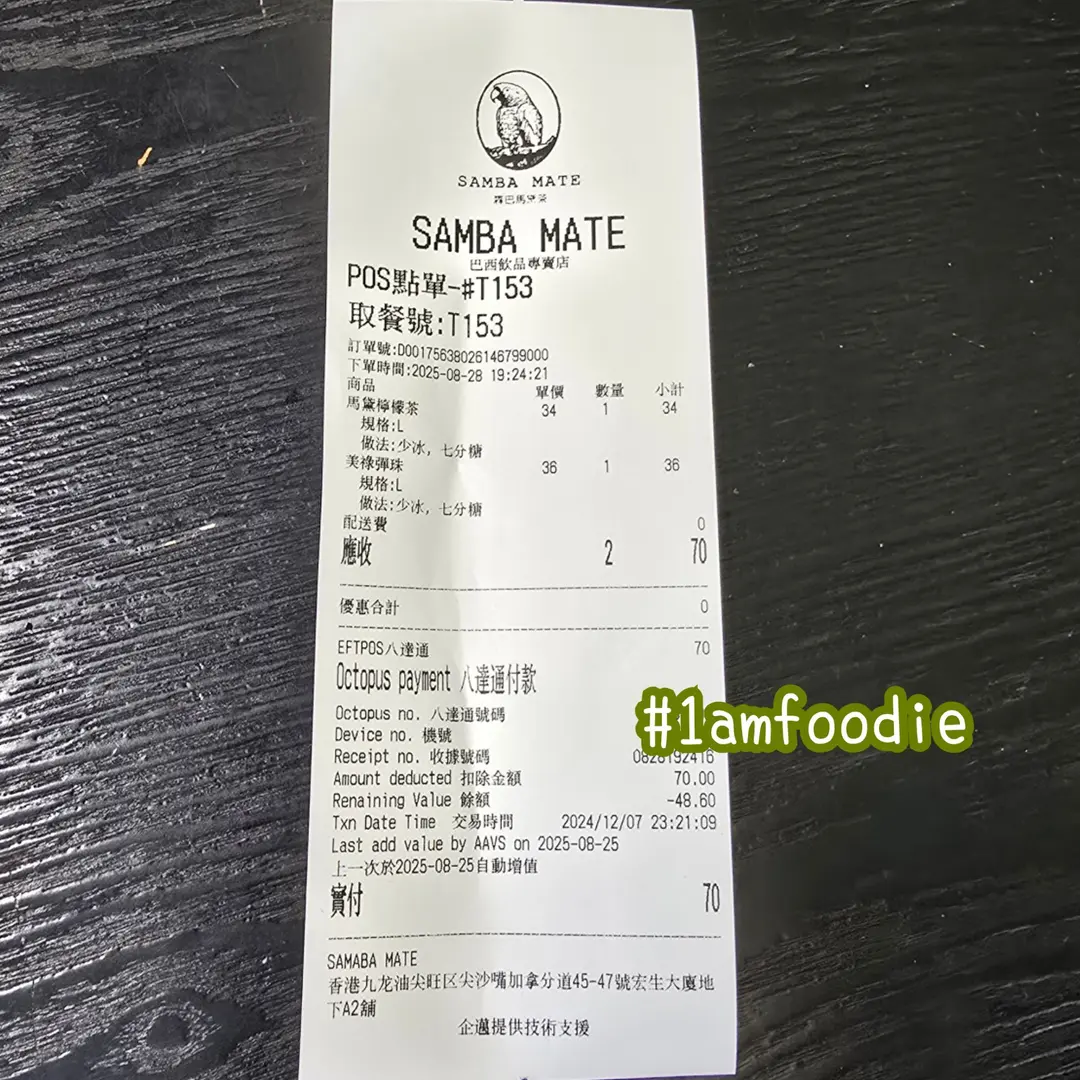 SAMBA MATE
森巴馬黛茶
SAMBA MATE
巴西飲品專賣店
POS點單-#T153
取餐號:T153
訂單號:D00175638026146799000
下單時間:2025-08-28 19:24:21
商品 單價 數量 小計
馬黛檸檬茶 34 1 34
規格:L
做法:少冰, 七分糖
美祿彈珠 36 1 36
規格:L
做法:少冰, 七分糖
配送費 0
應收 2 70
優惠合計 0
EFTPOS八達通 70
Octopus payment 八達通付款
Octopus no. 八達通號碼
Device no. 機號
#1amfoodie
Receipt no. 收據號碼 0828192416
Amount deducted 扣除金額 70.00
Renaining Value 餘額 -48.60
Txn Date Time 交易時間 2024/12/07 23:21:09
Last add value by AAVS on 2025-08-25
上一次於2025-08-25自動增值
實付 70
SAMABA MATE
香港九龙油尖旺区尖沙嘴加拿分道45-47號宏生大廈地
下A2舖
企邁提供技術支援